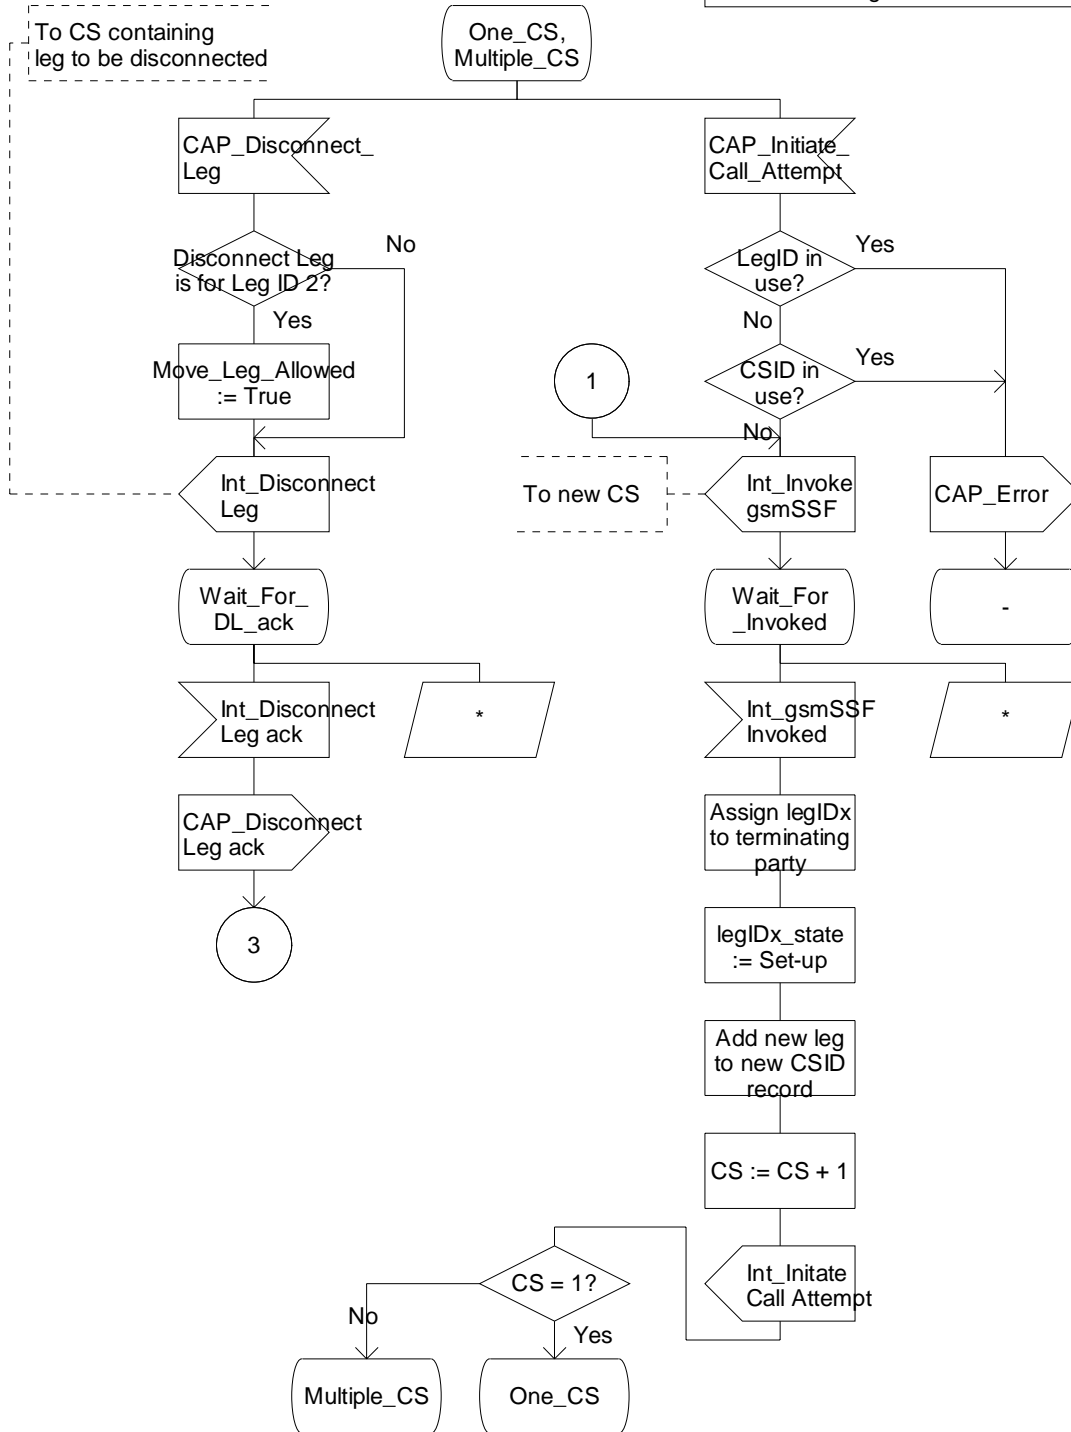 To CS containing
leg to be disconnected
One_CS,
Multiple_CS
CAP_Disconnect_
Leg
CAP_Initiate_
Call_Attempt
Disconnect Leg
is for Leg ID 2?
No
Yes
LegID in
use?
Yes
No
Move_Leg_Allowed
:= True
1
CSID in
use?
Yes
No
Int_Disconnect
Leg
To new CS
Int_Invoke
gsmSSF
CAP_Error
Wait_For_
DL_ack
Wait_For
_Invoked
-
Int_Disconnect
Leg ack
*
Int_gsmSSF
Invoked
*
CAP_Disconnect
Leg ack
Assign legIDx
to terminating
party
3
legIDx_state
:= Set-up
Add new leg
to new CSID
record
CS := CS + 1
CS = 1?
Int_Initate
Call Attempt
No
Yes
Multiple_CS
One_CS